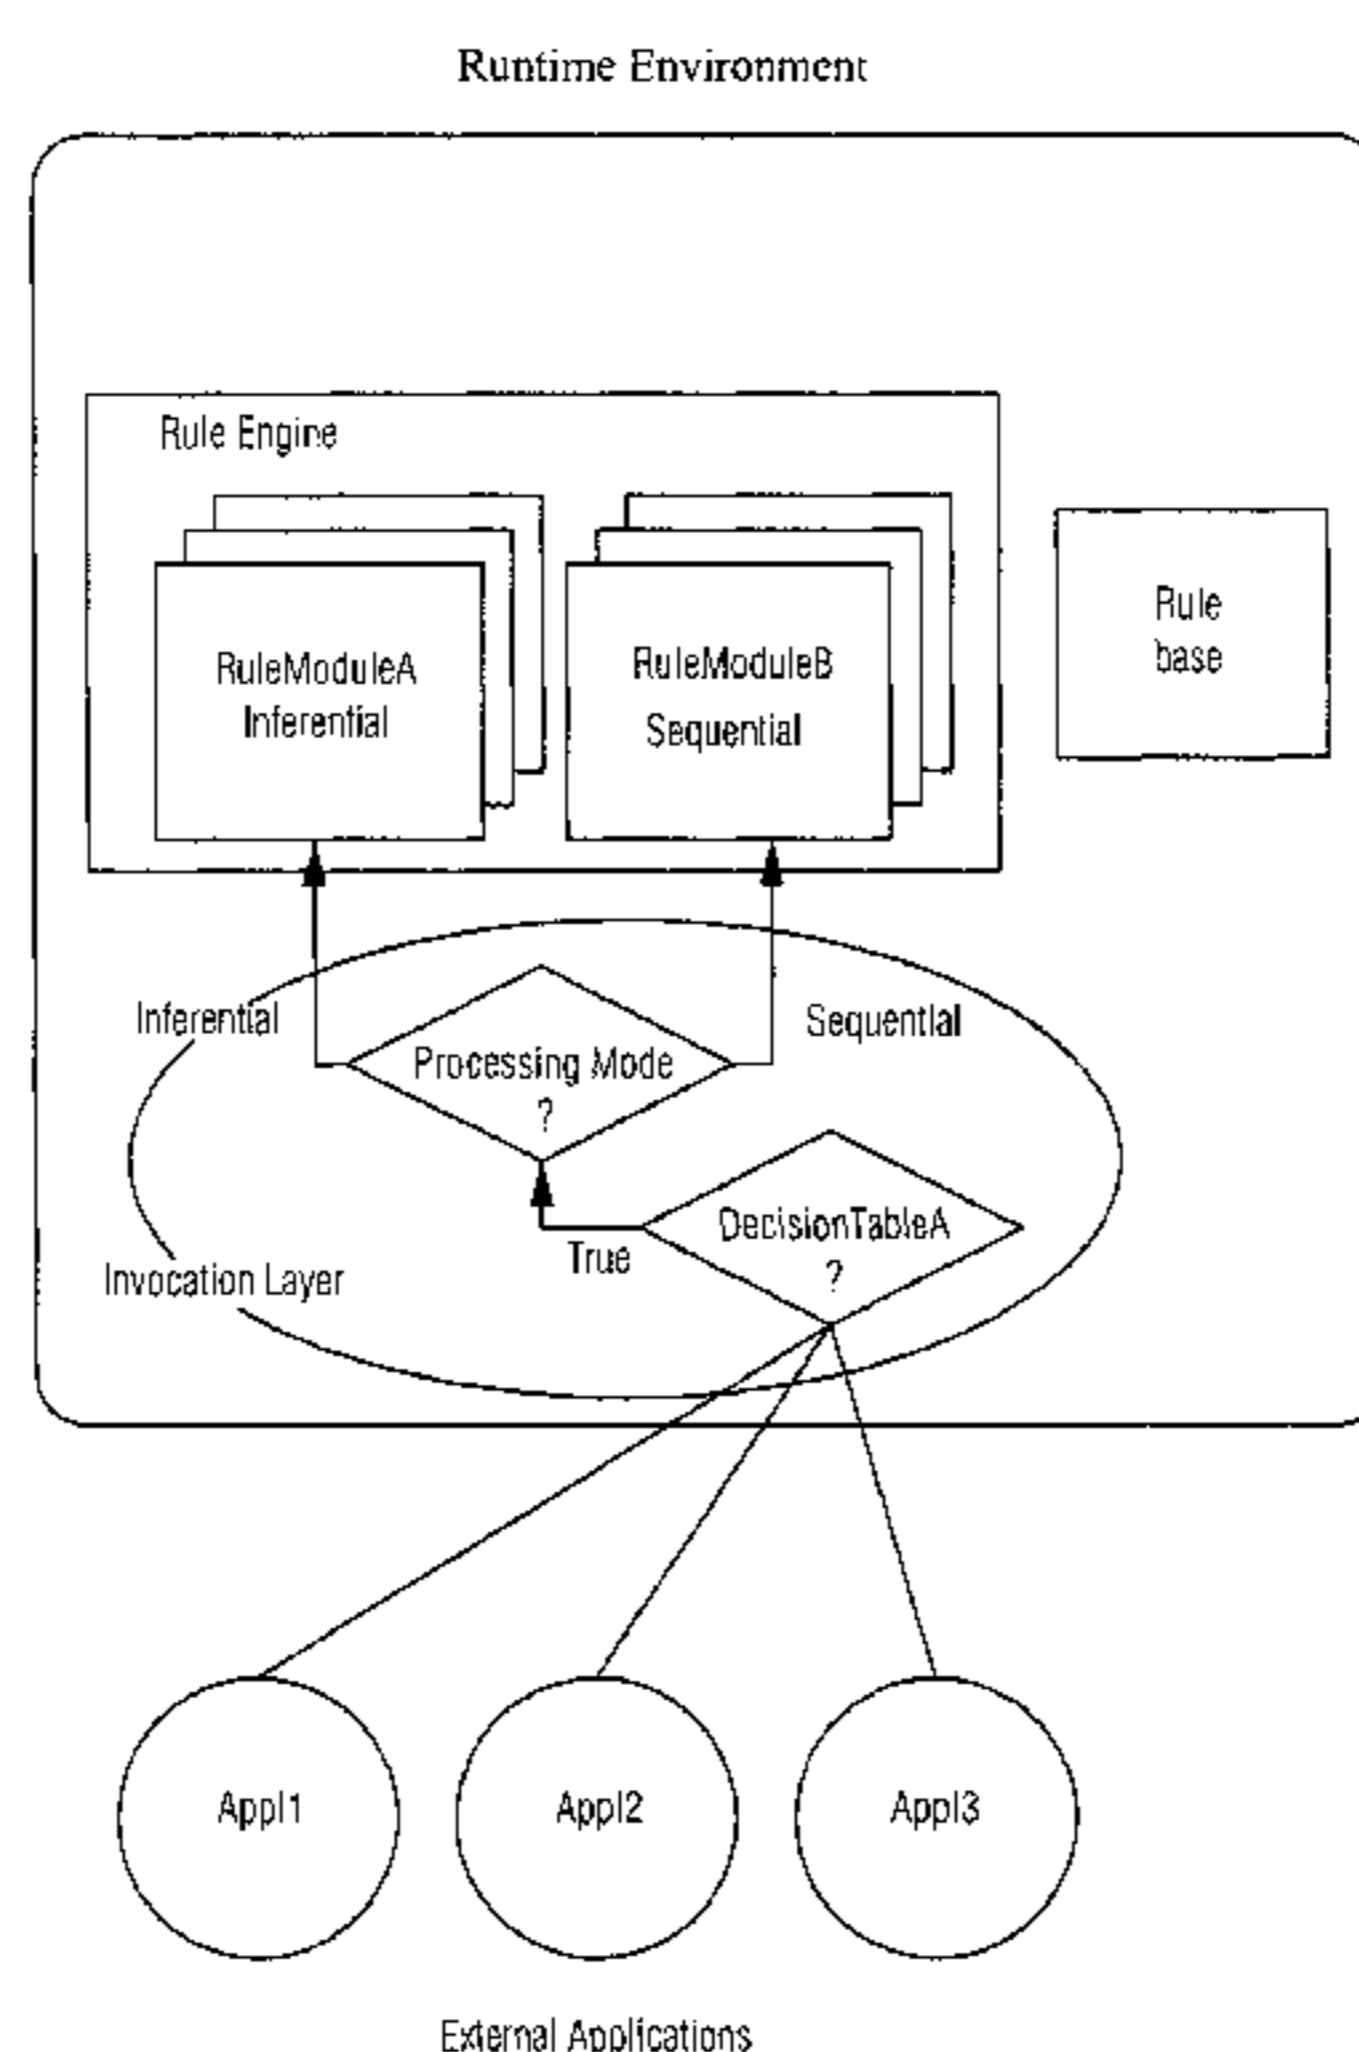 Runtime Environment
Rule Engine
RuleModuleA
Inferential
RuleModuleB
Sequential
Rule
base
Inferential
Sequential
Processing Mode
?
DecisionTableA
?
True
Invocation Layer
Appl1
Appl2
Appl3
External Applications